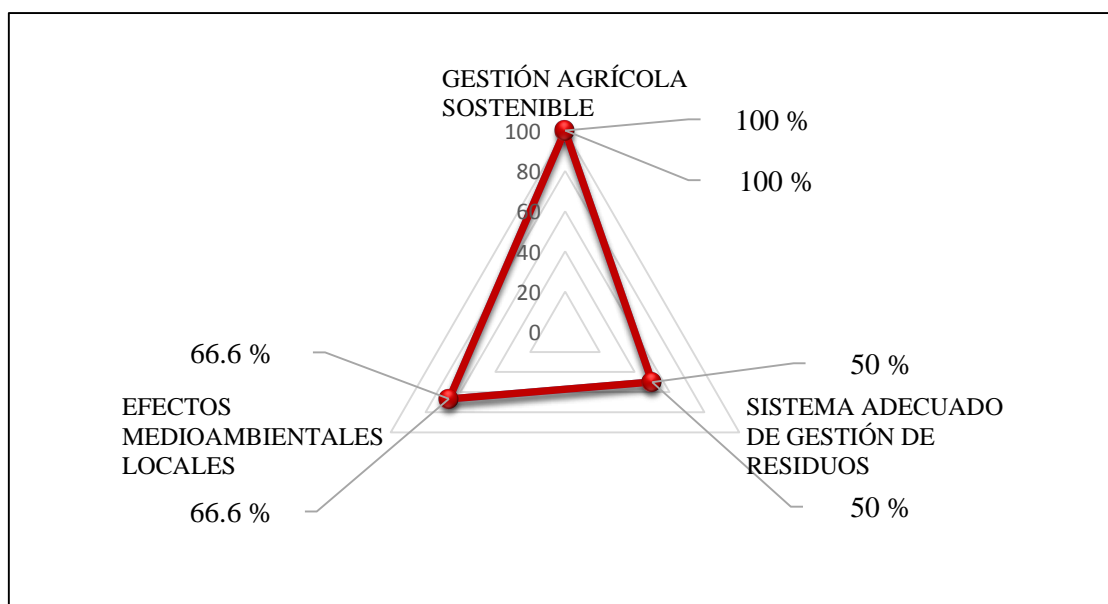 GESTIÓN AGRÍCOLA
SOSTENIBLE
100 %
100
100 %
80
60
40
20
0
66.6 %
50 %
EFECTOS
MEDIOAMBIENTALES
LOCALES
SISTEMA ADECUADO
DE GESTIÓN DE
RESIDUOS
66.6 %
50 %